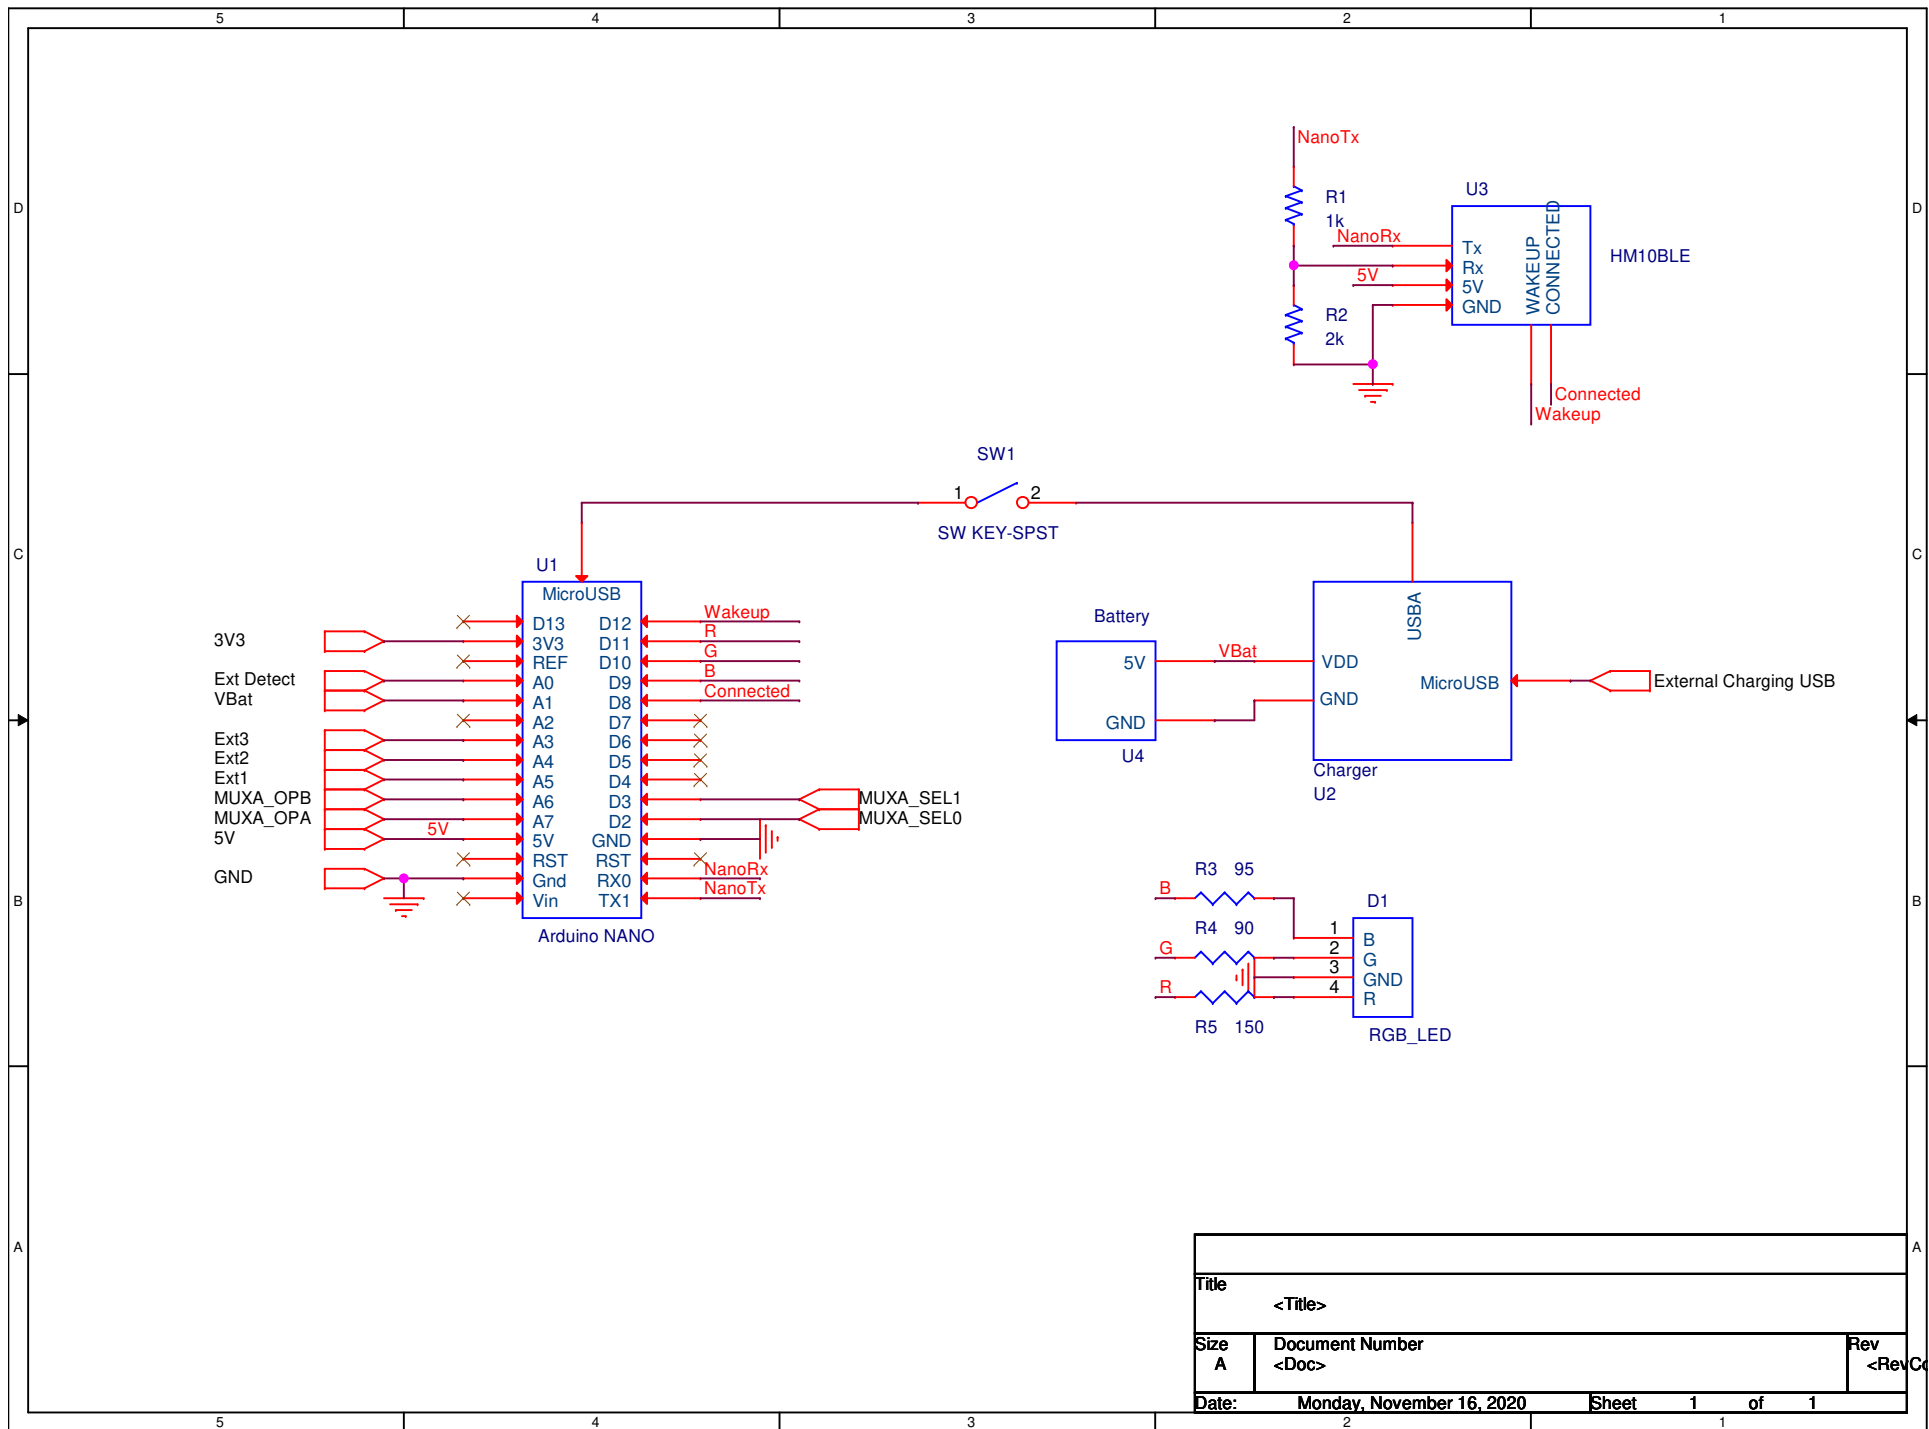 5 4 3 2 1
D
D
NanoTx
R1
1k
NanoRx
5V
R2
2k
U3
Tx
Rx
5V
GND
WAKEUP
CONNECTED
HM10BLE
Connected
Wakeup
SW1
1 2
SW KEY-SPST
C
C
U1
MicroUSB
D13 D12 Wakeup
3V3 3V3 D11 R
REF D10 G
Ext Detect A0 D9 B
VBat A1 D8 Connected
A2 D7
Ext3 A3 D6
Ext2 A4 D5
Ext1 A5 D4
MUXA_OPB A6 D3 MUXA_SEL1
MUXA_OPA A7 D2 MUXA_SEL0
5V 5V 5V GND
RST RST
GND Gnd RX0 NanoRx
Vin TX1 NanoTx
Arduino NANO
Battery
5V
GND
U4
VBat
USBA
VDD
GND
MicroUSB
External Charging USB
Charger
U2
B
B
R3 95
B
R4 90
G
R
R5 150
D1
1 B
2 G
3 GND
4 R
RGB_LED
A
A
Title
<Title>
Size
A
Document Number
<Doc>
Rev
Date: Monday, November 16, 2020 Sheet 1 of 1
5 4 3 2 1